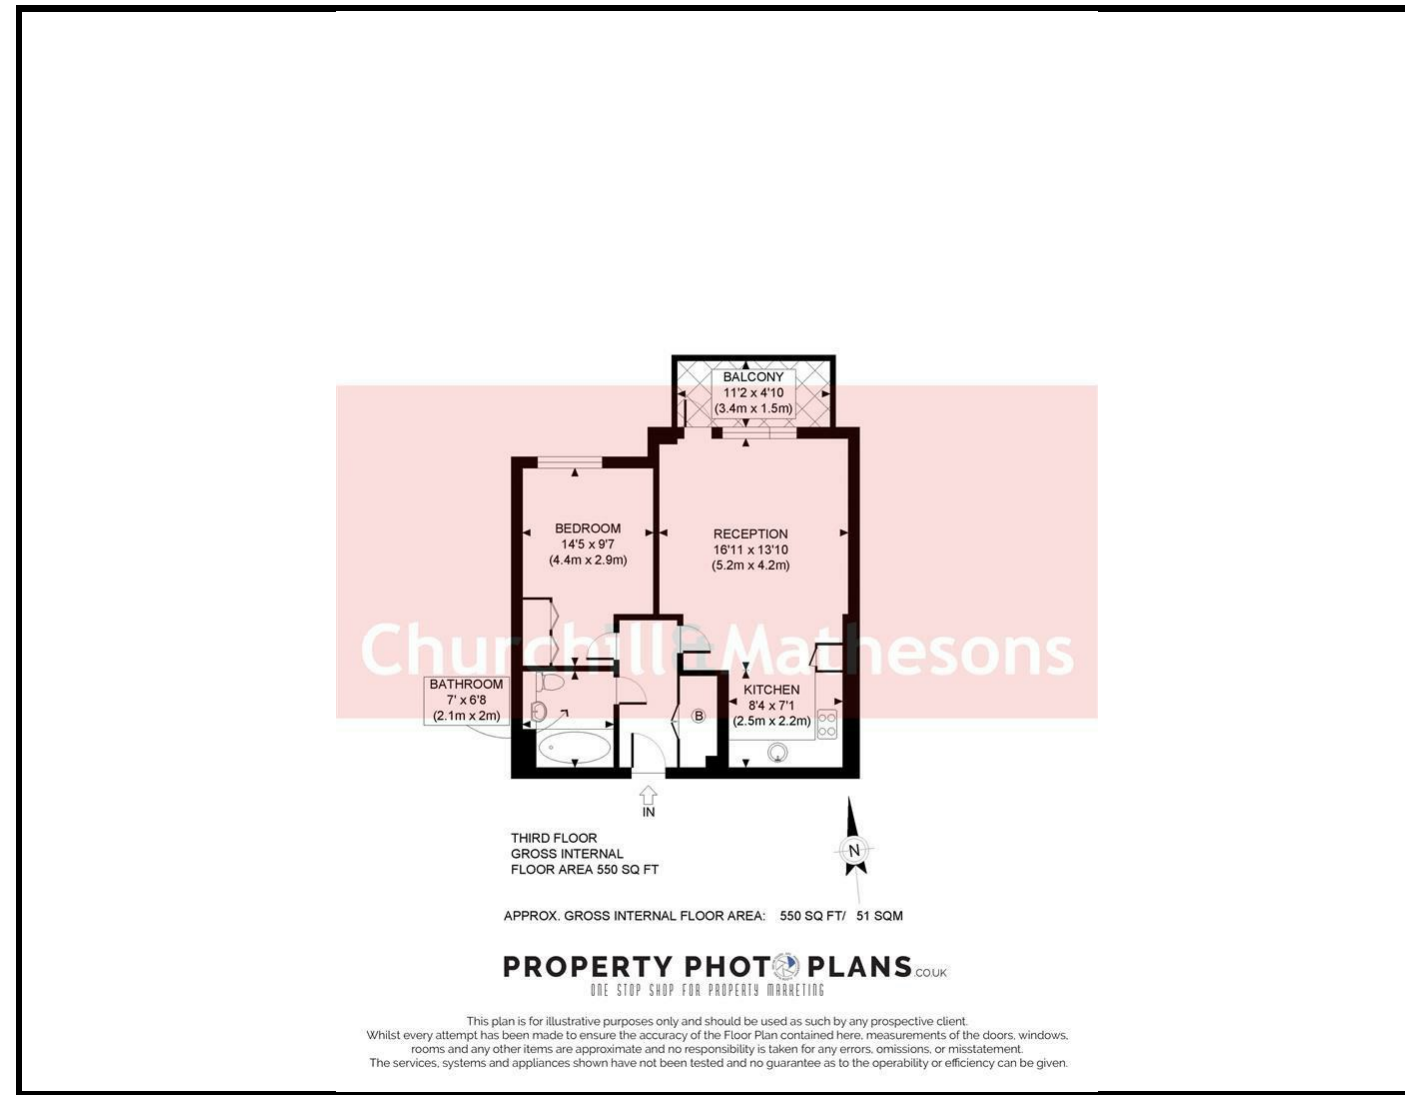 BALCONY
11'2 x 4'10
(3.4m x 1.5m)
BEDROOM
14'5 x 9'7
(4.4m x 2.9m)
RECEPTION
16'11 x 13'10
(5.2m x 4.2m)
Churchill Mathesons
BATHROOM
7' x 6'8
(2.1m x 2m)
KITCHEN
8'4 x 7'1
(2.5m x 2.2m)
B
IN
THIRD FLOOR
GROSS INTERNAL
FLOOR AREA 550 SQ FT
N
APPROX. GROSS INTERNAL FLOOR AREA: 550 SQ FT/ 51 SQM
PROPERTY PHOTO PLANS.CO.UK
ONE STOP SHOP FOR PROPERTY MARKETING
This plan is for illustrative purposes only and should be used as such by any prospective client.
Whilst every attempt has been made to ensure the accuracy of the Floor Plan contained here, measurements of the doors, windows,
rooms and any other items are approximate and no responsibility is taken for any errors, omissions, or misstatement.
The services, systems and appliances shown have not been tested and no guarantee as to the operability or efficiency can be given.